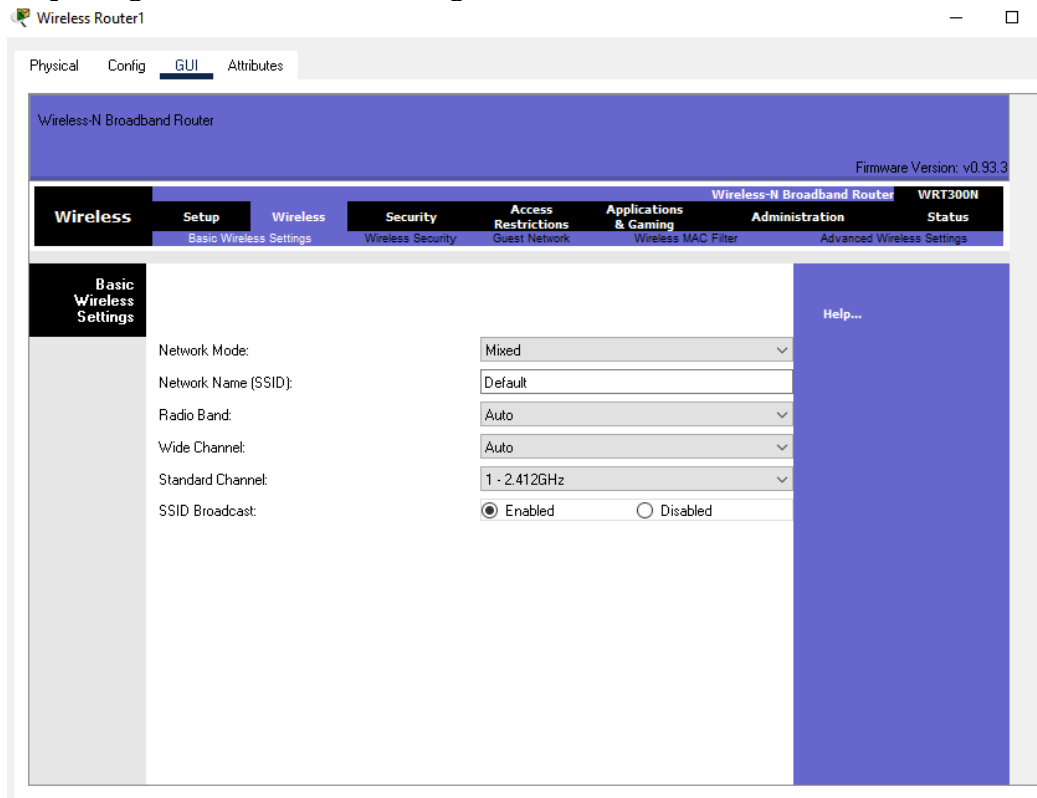 Wireless Router1
Physical Config GUI Attributes
Wireless-N Broadband Router
Firmware Version: v0.93.3
Wireless-N Broadband Router WRT300N
Wireless Setup Wireless Security Access Restrictions Applications & Gaming Administration Status
Basic Wireless Settings Wireless Security Guest Network Wireless MAC Filter Advanced Wireless Settings
Basic
Wireless
Settings
Help...
Network Mode: Mixed
Network Name (SSID): Default
Radio Band: Auto
Wide Channel: Auto
Standard Channel: 1 - 2.412GHz
SSID Broadcast: Enabled Disabled